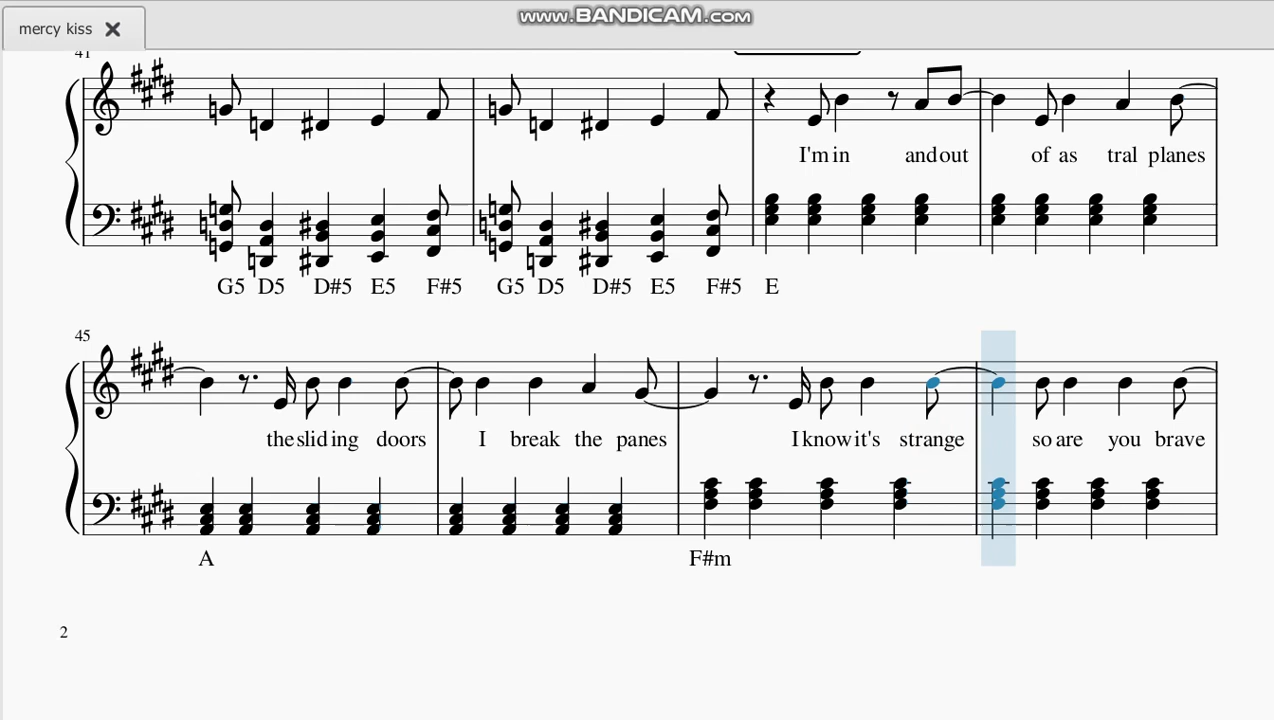 www.BANDICAM.com
mercy kiss
41
I'm in and out of as tral planes
G5 D5 D#5 E5 F#5 G5 D5 D#5 E5 F#5 E
45
the slid ing doors I break the panes I know it's strange so are you brave
A F#m
2